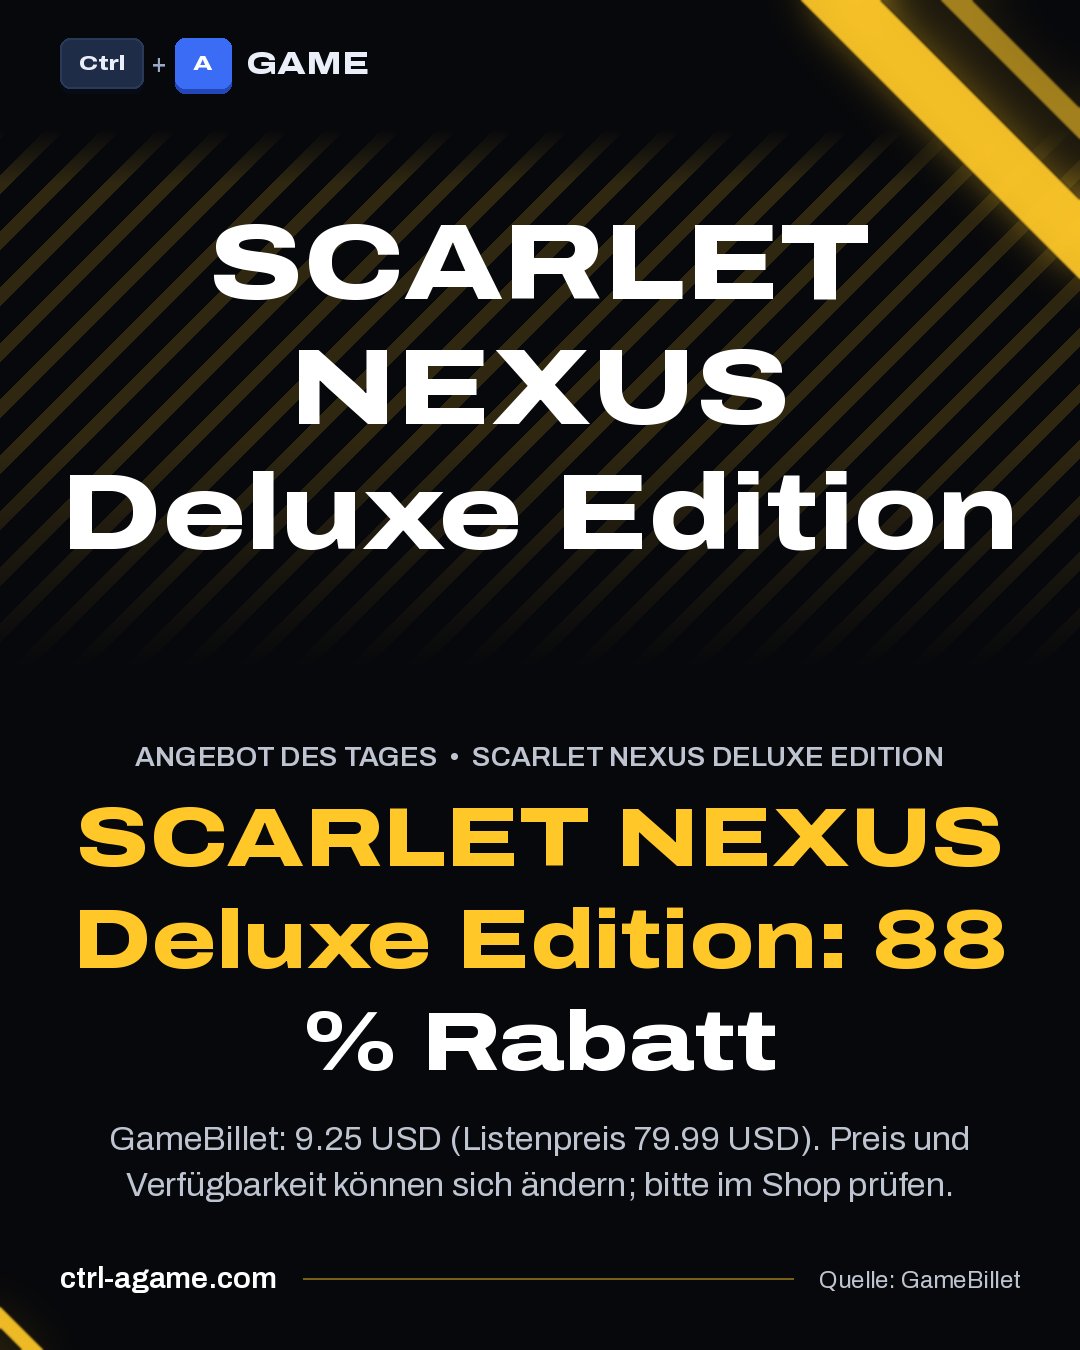 Ctrl + A GAME
SCARLET
NEXUS
Deluxe Edition
ANGEBOT DES TAGES • SCARLET NEXUS DELUXE EDITION
SCARLET NEXUS
Deluxe Edition: 88
% Rabatt
GameBillet: 9.25 USD (Listenpreis 79.99 USD). Preis und
Verfügbarkeit können sich ändern; bitte im Shop prüfen.
ctrl-agame.com
Quelle: GameBillet